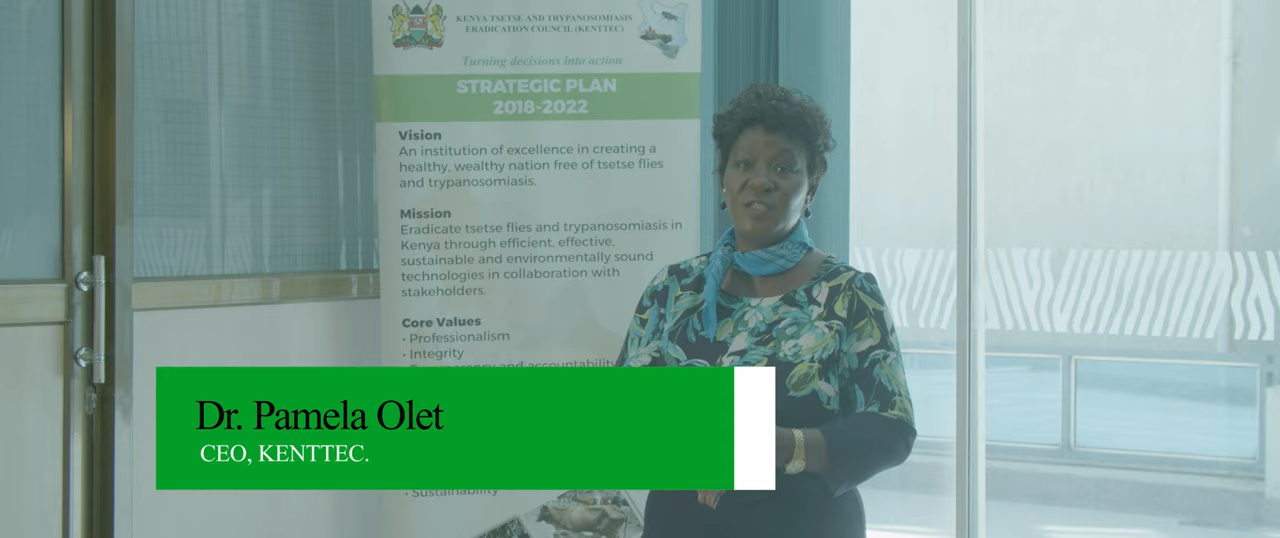 KENYA TSETSE AND TRYPANOSOMIASIS
ERADICATION COUNCIL (KENTTEC)
Turning decisions into action
STRATEGIC PLAN
2018-2022
Vision
An institution of excellence in creating a
healthy, wealthy nation free of tsetse flies
and trypanosomiasis.
Mission
Eradicate tsetse flies and trypanosomiasis in
Kenya through efficient, effective,
sustainable and environmentally sound
technologies in collaboration with
stakeholders.
Core Values
• Professionalism
• Integrity
and accountability
Dr. Pamela Olet
CEO, KENTTEC.
• Sustainability